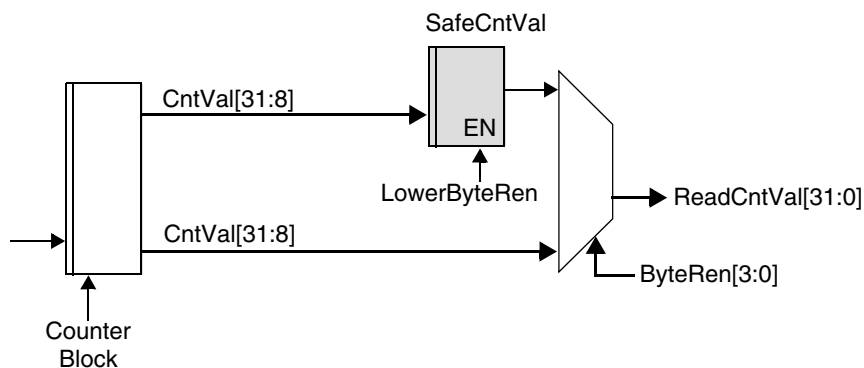 SafeCntVal
CntVal[31:8]
EN
LowerByteRen
ReadCntVal[31:0]
CntVal[31:8]
ByteRen[3:0]
Counter
Block